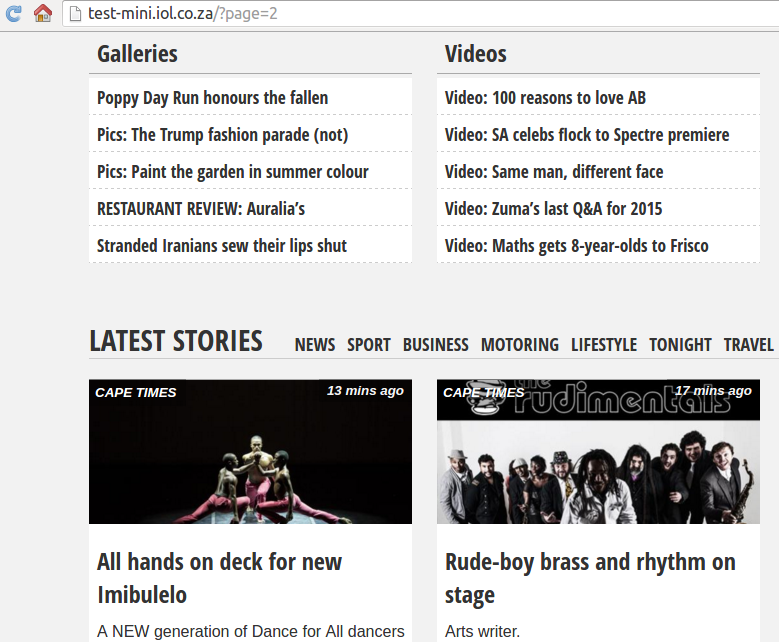 test-mini.iol.co.za/?page=2
Galleries
Poppy Day Run honours the fallen
Pics: The Trump fashion parade (not)
Pics: Paint the garden in summer colour
RESTAURANT REVIEW: Auralia’s
Stranded Iranians sew their lips shut
Videos
Video: 100 reasons to love AB
Video: SA celebs flock to Spectre premiere
Video: Same man, different face
Video: Zuma’s last Q&A for 2015
Video: Maths gets 8-year-olds to Frisco
LATEST STORIES NEWS SPORT BUSINESS MOTORING LIFESTYLE TONIGHT TRAVEL
CAPE TIMES 13 mins ago
All hands on deck for new
Imibulelo
A NEW generation of Dance for All dancers
CAPE TIMES 17 mins ago
the
rudimentals
Rude-boy brass and rhythm on
stage
Arts writer.